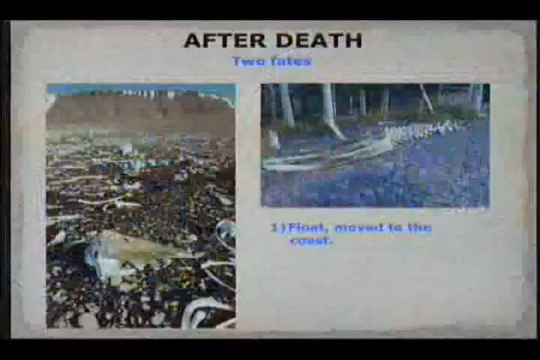 AFTER DEATH
Two fates
1) Float, moved to the
coast.